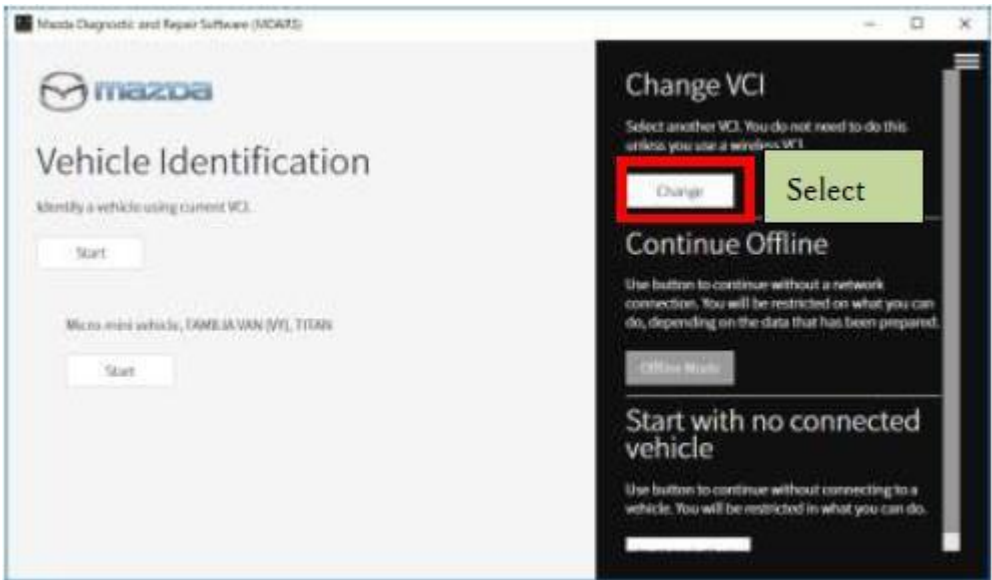 Mazda Diagnostic and Repair Software (MDARS)
mazda
Vehicle Identification
Identify a vehicle using current VCI.
Start
Micro mini vehicle, FAMILIA VAN (VY), TITAN
Start
Change VCI
Select another VCI. You do not need to do this
unless you use a wireless VCI.
Change
Select
Continue Offline
Use button to continue without a network
connection. You will be restricted on what you can
do, depending on the data that has been prepared.
Offline Mode
Start with no connected
vehicle
Use button to continue without connecting to a
vehicle. You will be restricted in what you can do.